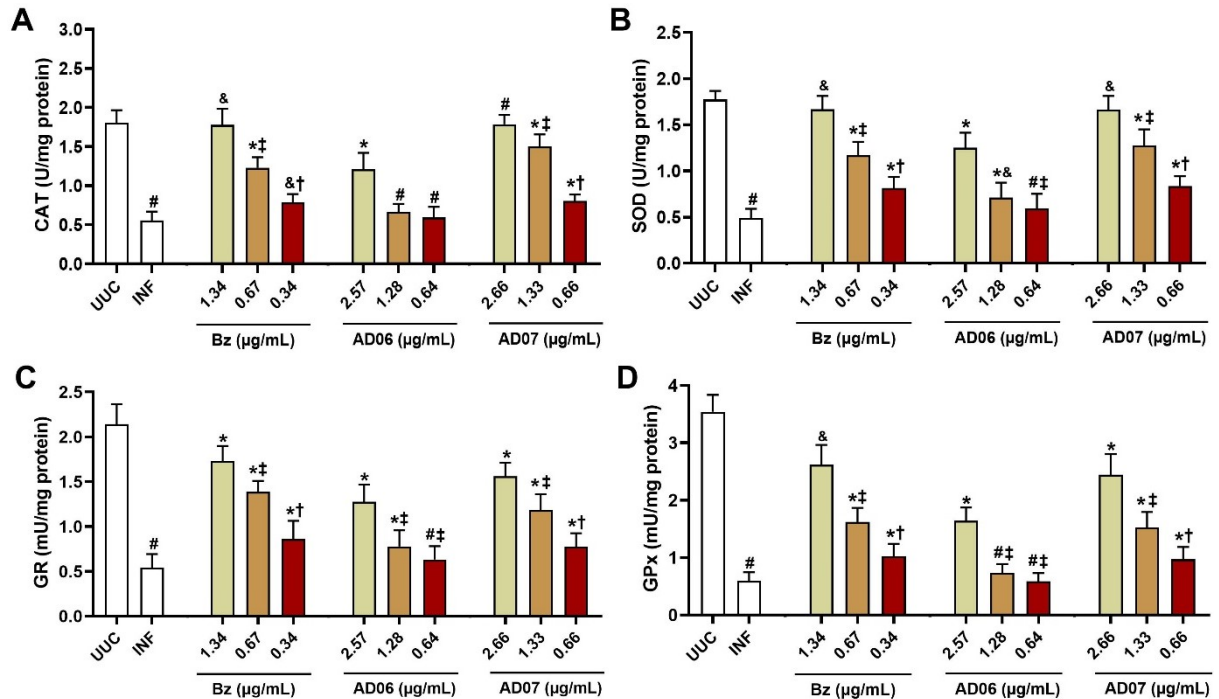 A
CAT (U/mg protein)
3.0
2.5
2.0
1.5
1.0
0.5
0.0
# & *‡ &† * # # # *‡ *†
UUC INF 1.34 0.67 0.34 2.57 1.28 0.64 2.66 1.33 0.66
Bz (µg/mL) AD06 (µg/mL) AD07 (µg/mL)
B
SOD (U/mg protein)
2.5
2.0
1.5
1.0
0.5
0.0
# & *‡ *† * *& #‡ & *‡ *†
UUC INF 1.34 0.67 0.34 2.57 1.28 0.64 2.66 1.33 0.66
Bz (µg/mL) AD06 (µg/mL) AD07 (µg/mL)
C
GR (mU/mg protein)
2.5
2.0
1.5
1.0
0.5
0.0
# * *‡ *† * *‡ #‡ * *‡ *†
UUC INF 1.34 0.67 0.34 2.57 1.28 0.64 2.66 1.33 0.66
Bz (µg/mL) AD06 (µg/mL) AD07 (µg/mL)
D
GPx (mU/mg protein)
4
3
2
1
0
# & *‡ *† * #‡ #‡ * *‡ *†
UUC INF 1.34 0.67 0.34 2.57 1.28 0.64 2.66 1.33 0.66
Bz (µg/mL) AD06 (µg/mL) AD07 (µg/mL)